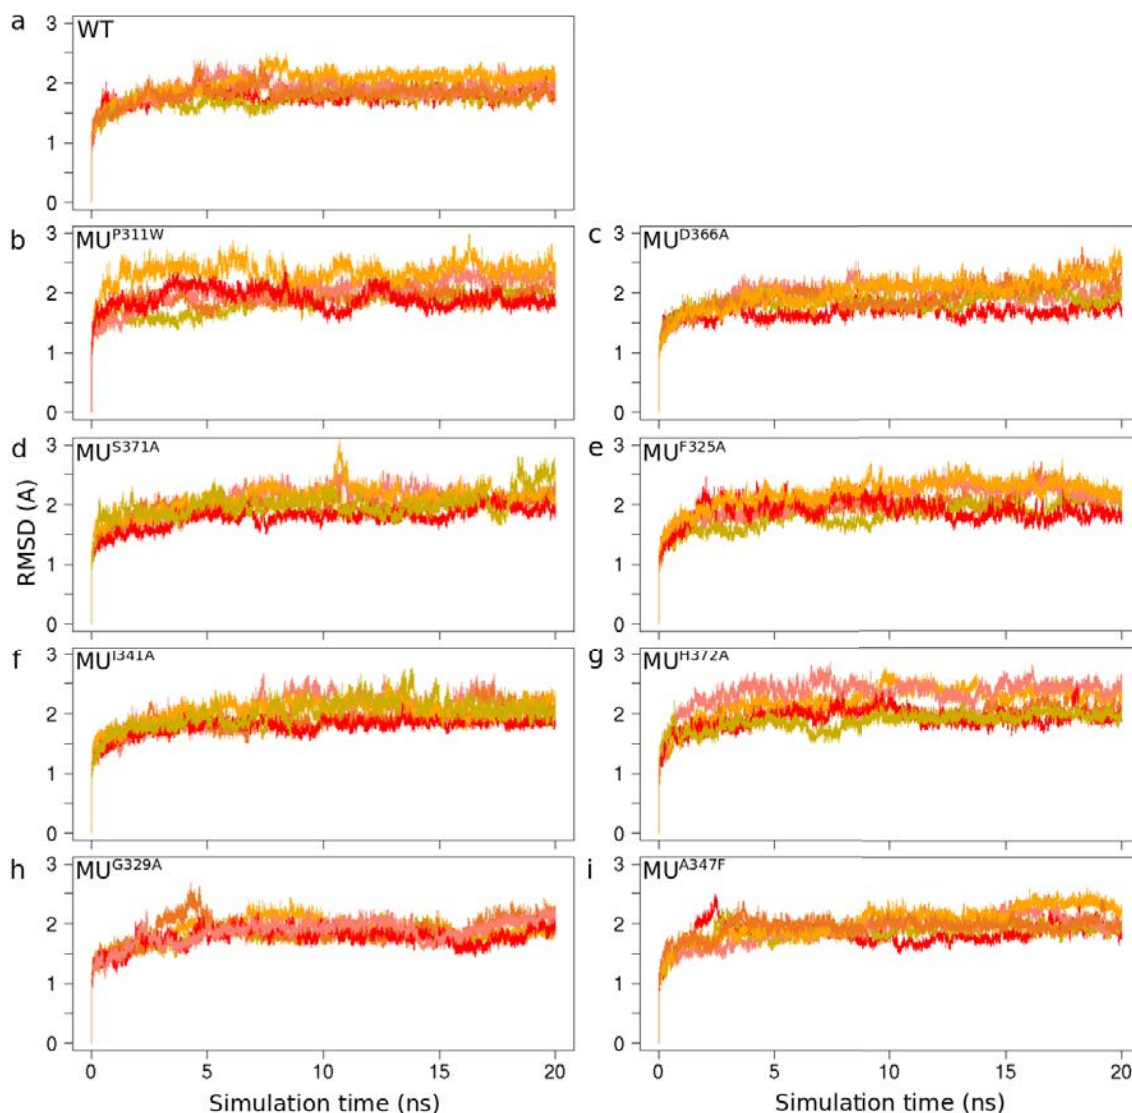 a
WT
3
2
1
0
b
MU^P311W
3
2
1
0
c
MU^D366A
3
2
1
0
d
MU^S371A
3
2
1
0
e
MU^F325A
3
2
1
0
f
MU^I341A
3
2
1
0
g
MU^H372A
3
2
1
0
h
MU^G329A
3
2
1
0
i
MU^A347F
3
2
1
0
RMSD (A)
0 5 10 15 20
0 5 10 15 20
Simulation time (ns)
Simulation time (ns)